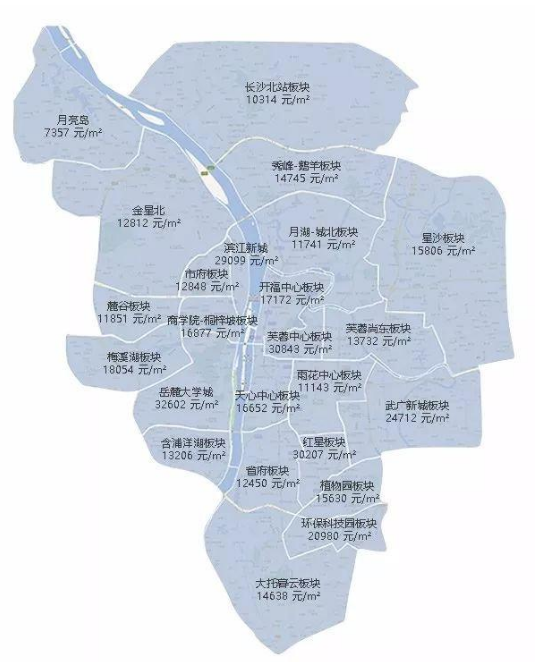 长沙北站板块
10314 元/m²
月亮岛
7357 元/m²
秀峰-鹅羊板块
14745 元/m²
金星北
12812 元/m²
月湖-城北板块
11741 元/m²
星沙板块
15806 元/m²
滨江新城
29099 元/m²
市府板块
12848 元/m²
开福中心板块
17172 元/m²
麓谷板块
11851 元/m²
商学院-桐梓坡板块
16877 元/m²
芙蓉中心板块
30843 元/m²
芙蓉尚东板块
13732 元/m²
梅溪湖板块
18054 元/m²
雨花中心板块
11143 元/m²
岳麓大学城
32602 元/m²
天心中心板块
16652 元/m²
武广新城板块
24712 元/m²
含浦洋湖板块
13206 元/m²
红星板块
30207 元/m²
省府板块
12450 元/m²
植物园板块
15630 元/m²
环保科技园板块
20980 元/m²
大托暮云板块
14638 元/m²